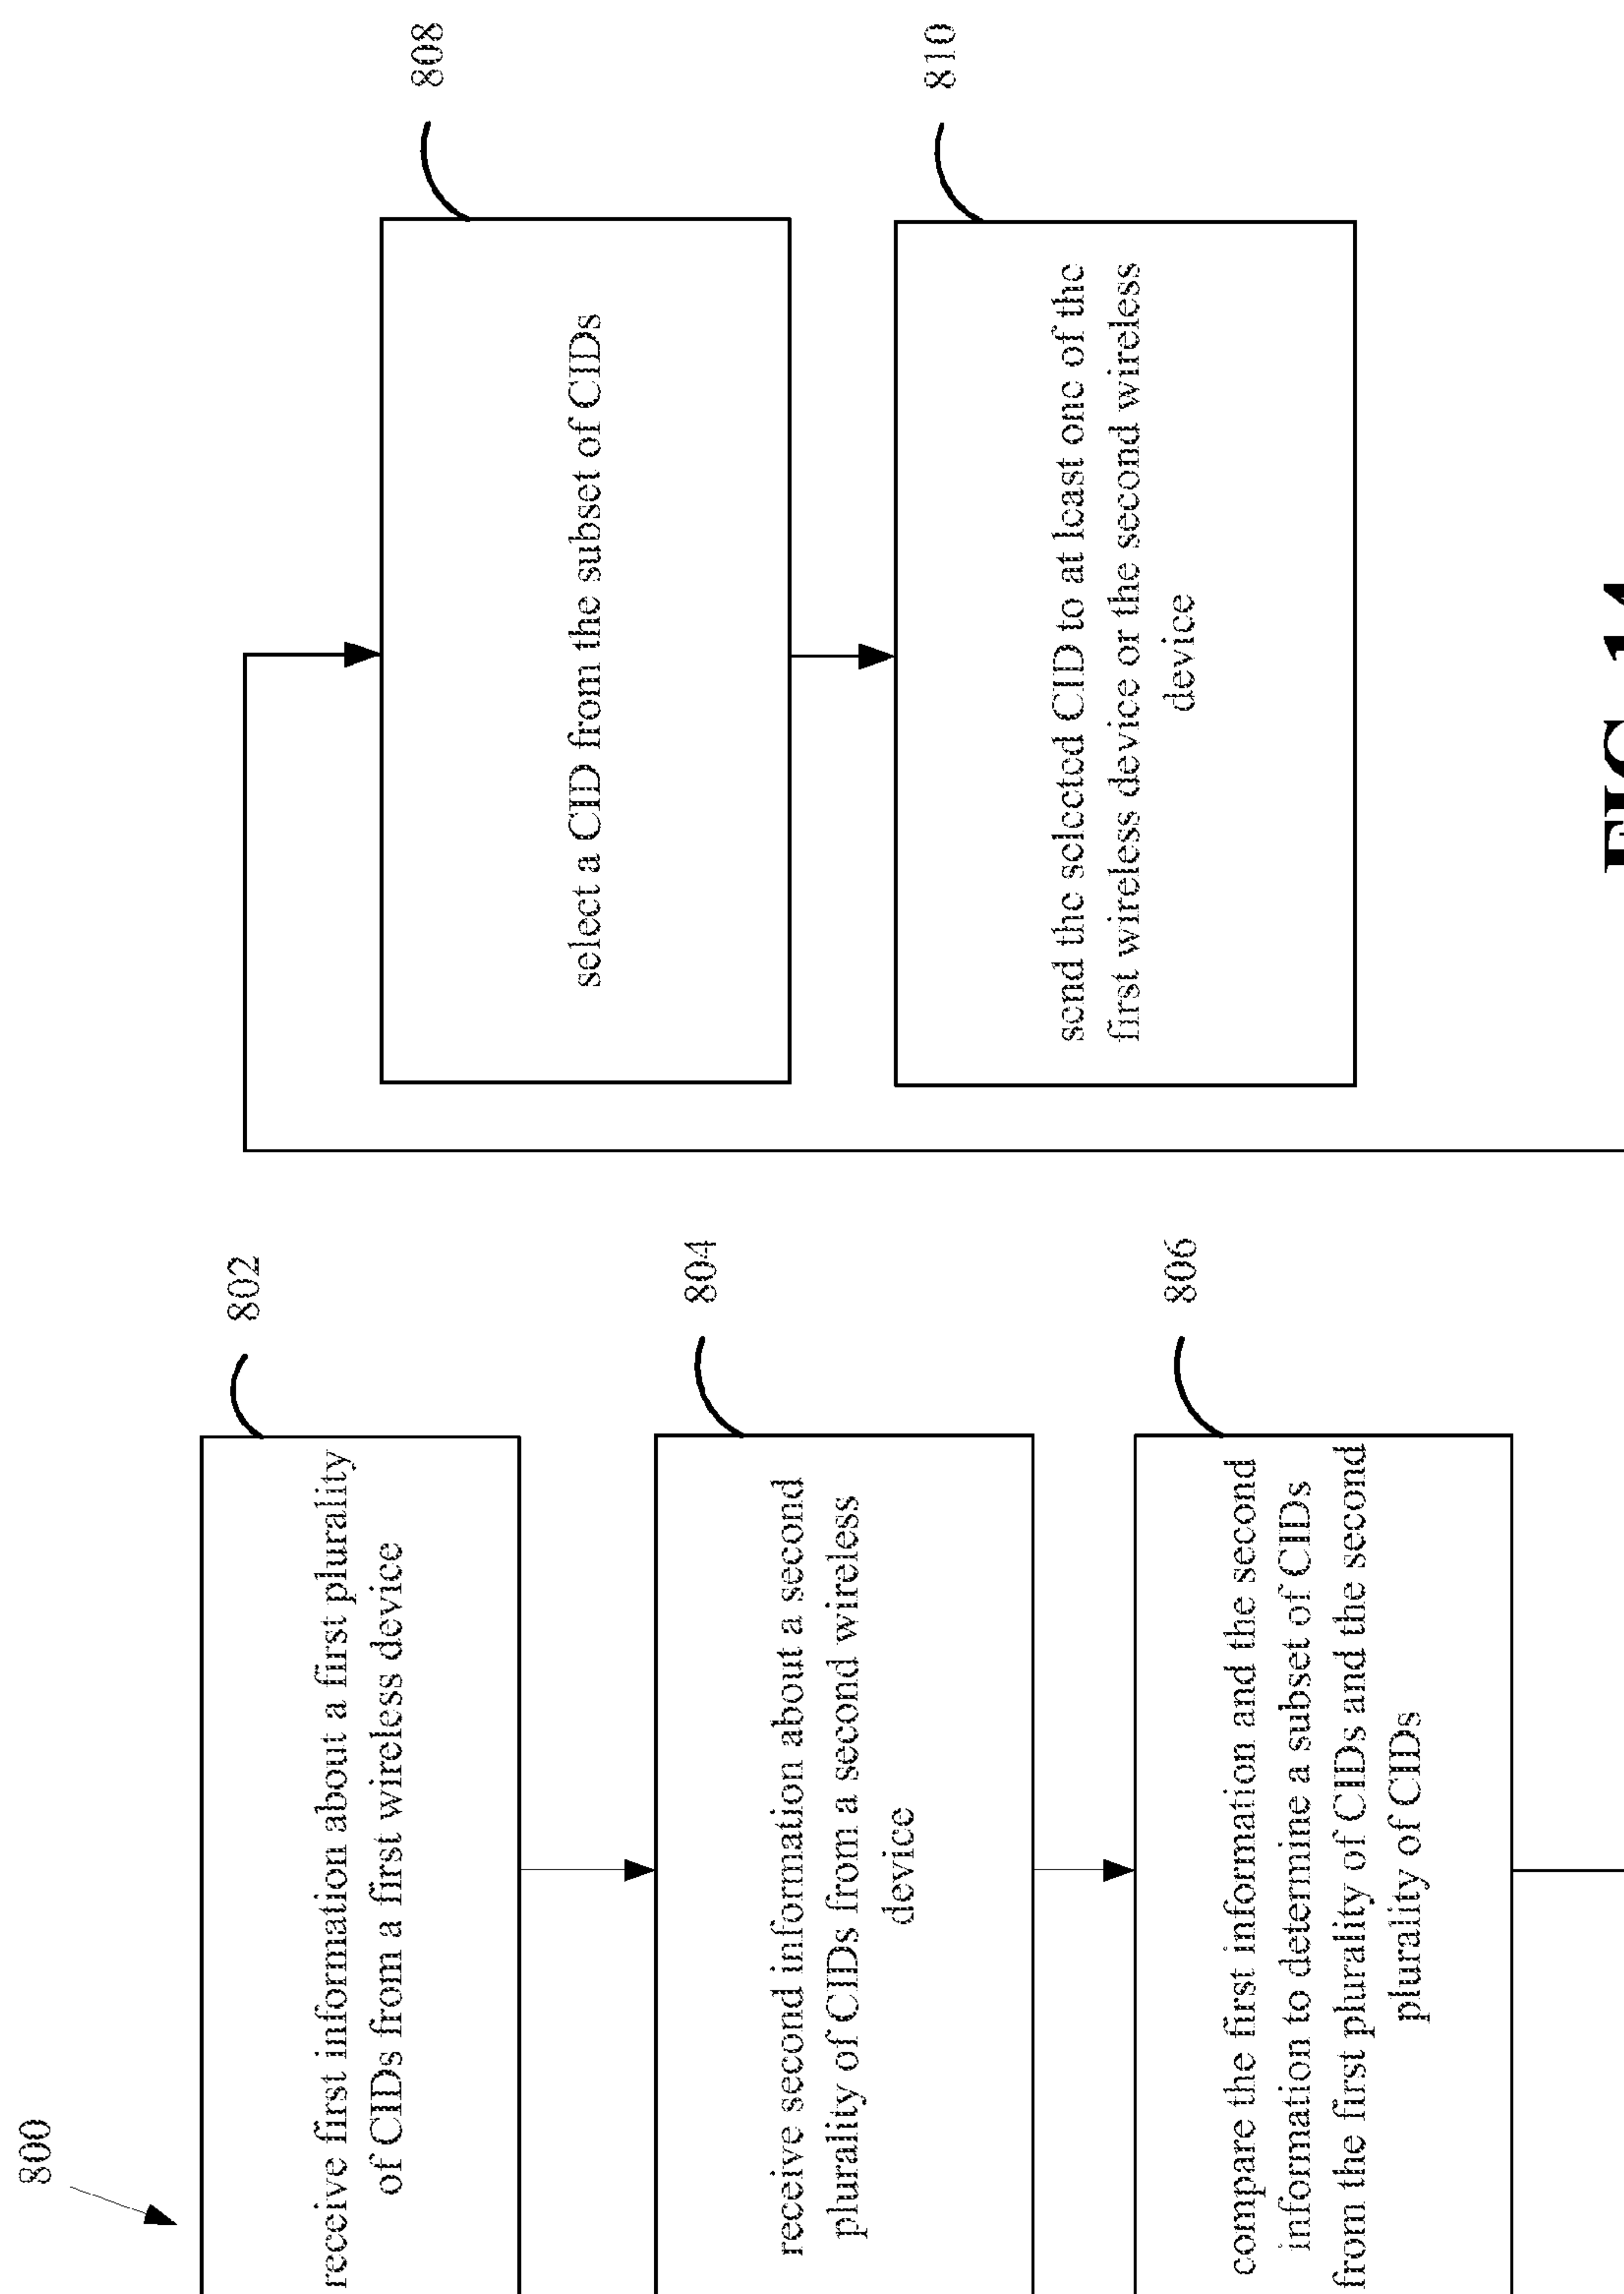 800
802
receive first information about a first plurality
of CIDs from a first wireless device
804
receive second information about a second
plurality of CIDs from a second wireless
device
806
compare the first information and the second
information to determine a subset of CIDs
from the first plurality of CIDs and the second
plurality of CIDs
808
select a CID from the subset of CIDs
810
send the selected CID to at least one of the
first wireless device or the second wireless
device